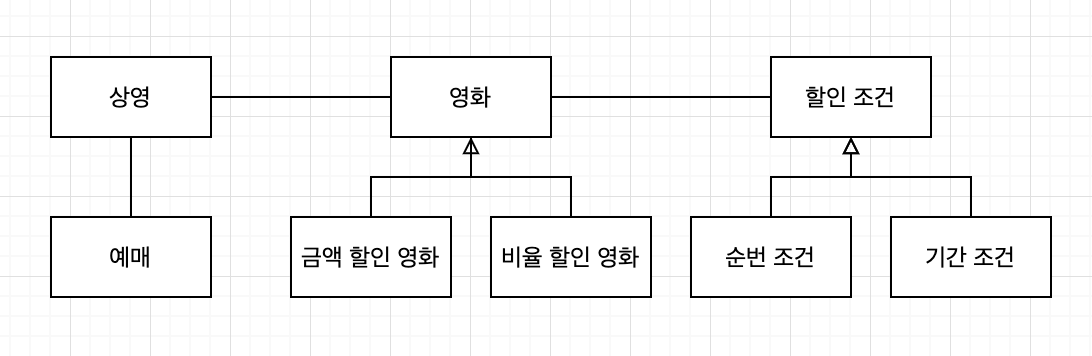 상영
영화
할인 조건
예매
금액 할인 영화
비율 할인 영화
순번 조건
기간 조건